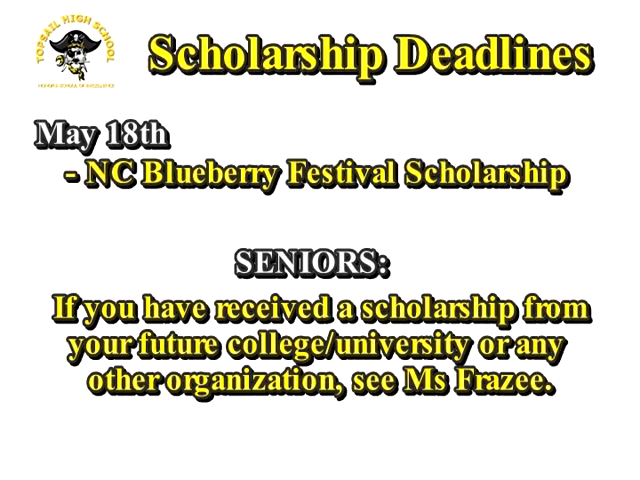 TOPSAIL HIGH SCHOOL
Scholarship Deadlines
May 18th
- NC Blueberry Festival Scholarship
SENIORS:
If you have received a scholarship from
your future college/university or any
other organization, see Ms Frazee.